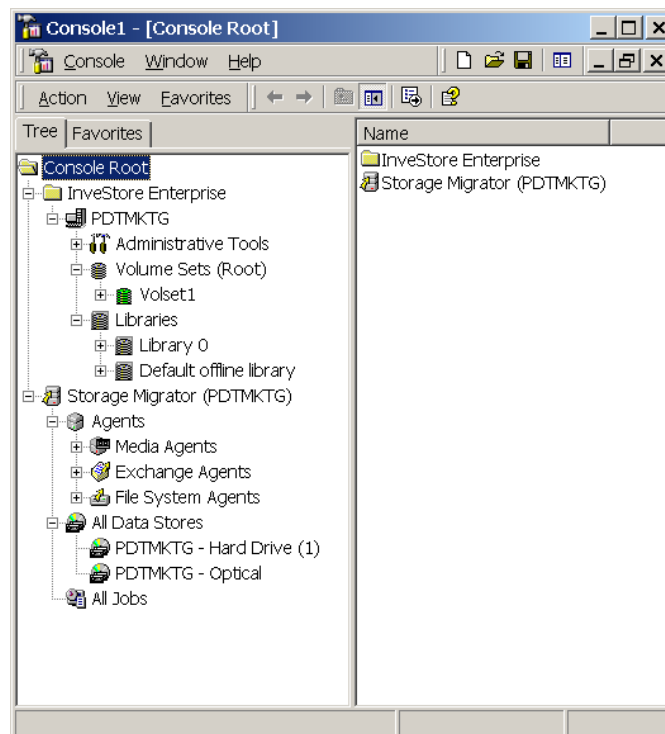 Console1 - [Console Root]
Console Window Help
Action View Favorites
Tree Favorites
Name
Console Root
InveStore Enterprise
PDTMKTG
Administrative Tools
Volume Sets (Root)
Volset1
Libraries
Library 0
Default offline library
Storage Migrator (PDTMKTG)
Agents
Media Agents
Exchange Agents
File System Agents
All Data Stores
PDTMKTG - Hard Drive (1)
PDTMKTG - Optical
All Jobs
InveStore Enterprise
Storage Migrator (PDTMKTG)